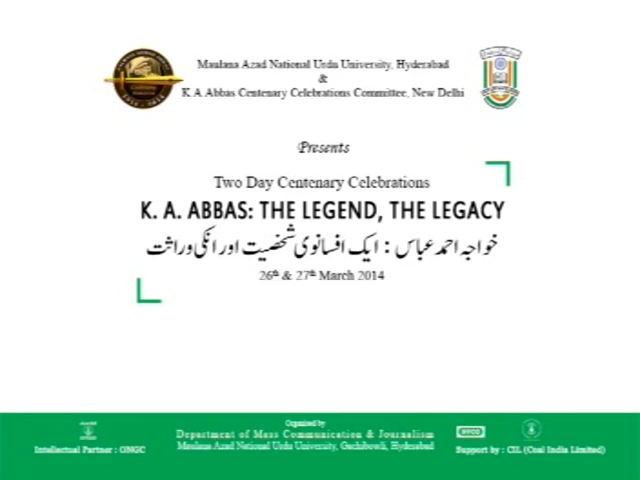 Maulana Azad National Urdu University, Hyderabad
&
K.A.Abbas Centenary Celebrations Committee, New Delhi
Presents
Two Day Centenary Celebrations
K. A. ABBAS: THE LEGEND, THE LEGACY
خواجہ احمد عباس : ایک افسانوی شخصیت اور انکی وراثت
26th & 27th March 2014
Organised by
Department of Mass Communication & Journalism
Maulana Azad National Urdu University, Gachibowli, Hyderabad
Intellectual Partner : ONGC
Support by : CIL (Coal India Limited)